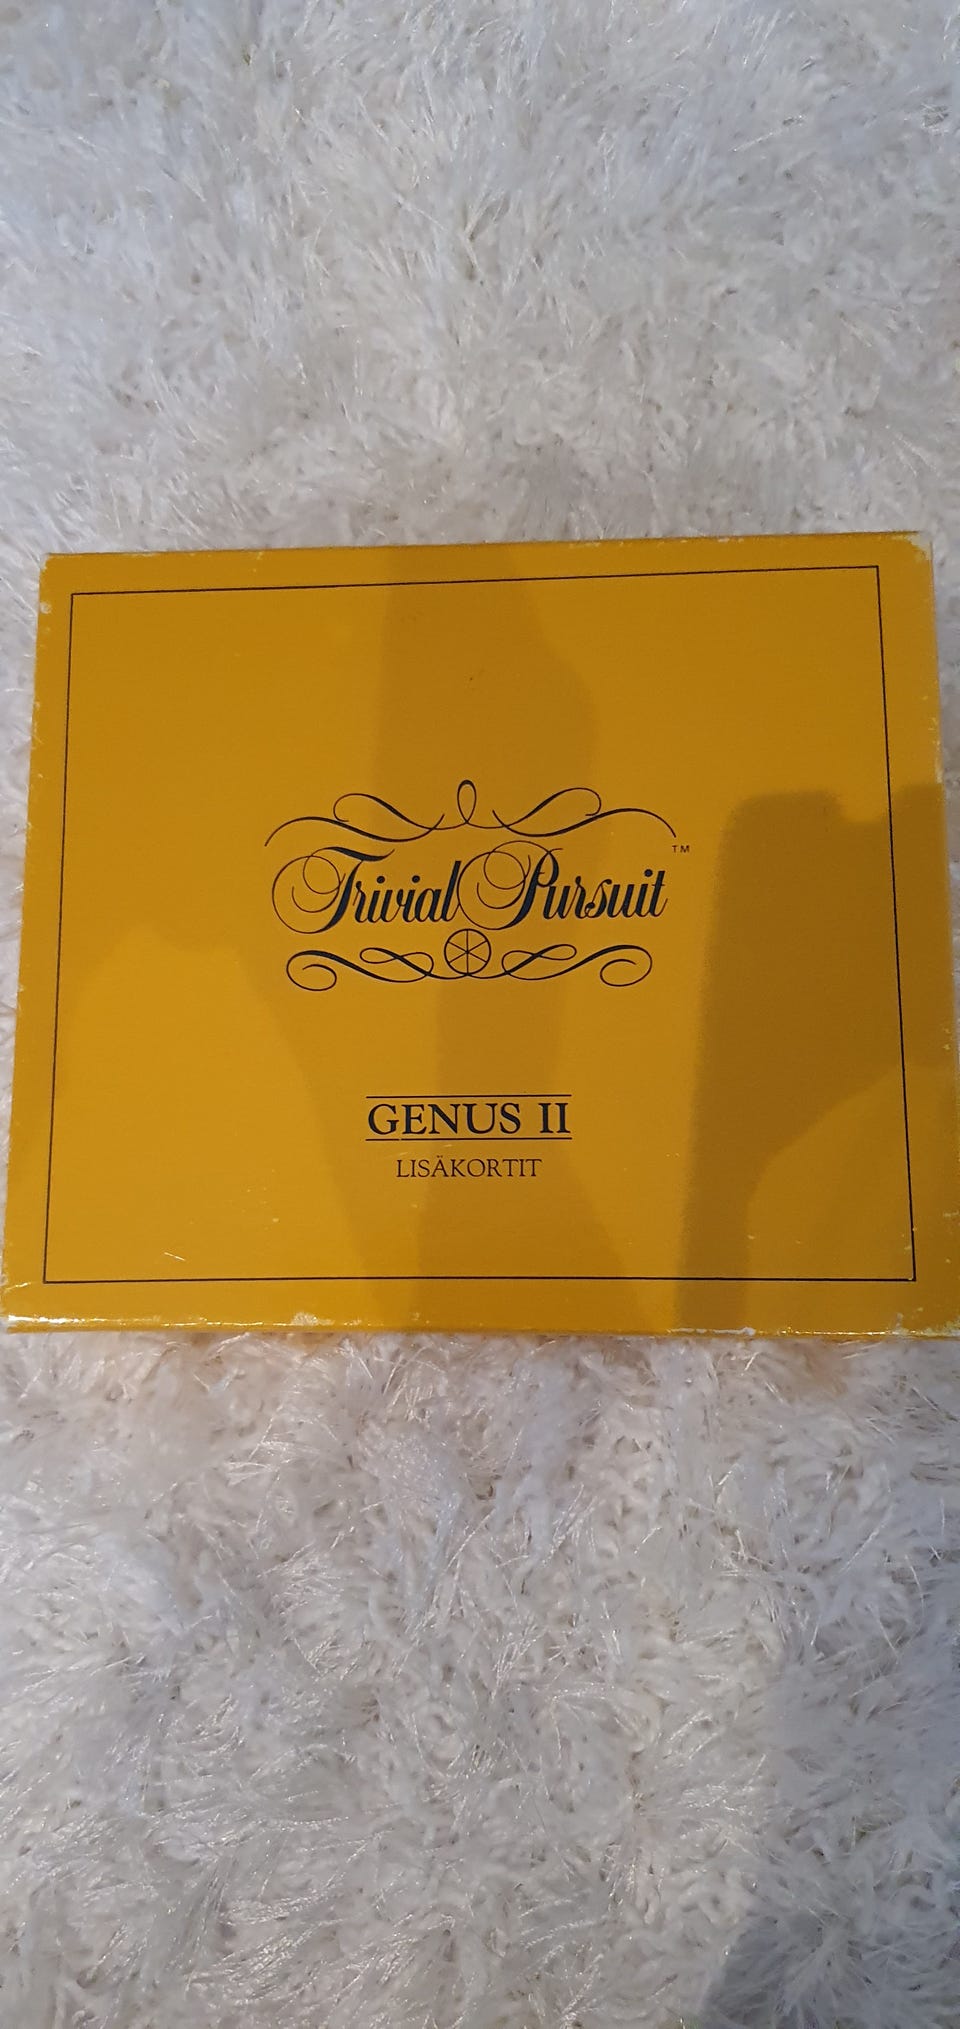 Trivial Pursuit™
GENUS II
LISÄKORTIT